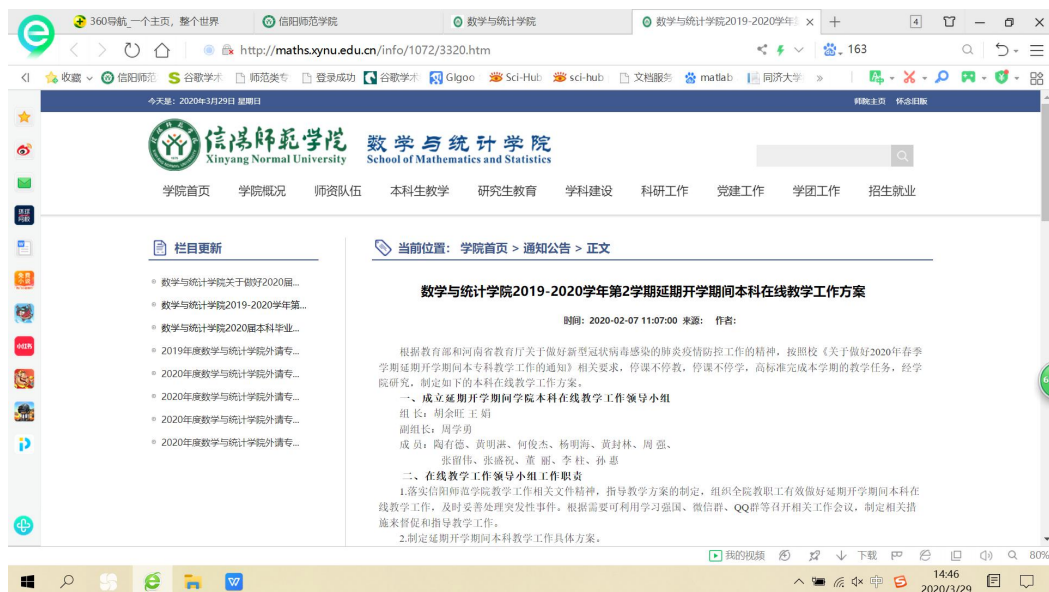 360导航_一个主页，整个世界
信阳师范学院
数学与统计学院
数学与统计学院2019-2020学年
4
http://maths.xynu.edu.cn/info/1072/3320.htm
163
收藏
信阳师范
谷歌学术
师范类专
登录成功
谷歌学术
Glgoo
Sci-Hub
sci-hub
文档服务
matlab
同济大学
»
今天是：2020年3月29日 星期日
师院主页 怀念旧版
信阳师范学院
Xinyang Normal University
数学与统计学院
School of Mathematics and Statistics
学院首页 学院概况 师资队伍 本科生教学 研究生教育 学科建设 科研工作 党建工作 学团工作 招生就业
栏目更新
数学与统计学院关于做好2020届...
数学与统计学院2019-2020学年第...
数学与统计学院2020届本科毕业...
2019年度数学与统计学院外请专...
2020年度数学与统计学院外请专...
2020年度数学与统计学院外请专...
2020年度数学与统计学院外请专...
2020年度数学与统计学院外请专...
当前位置： 学院首页 > 通知公告 > 正文
数学与统计学院2019-2020学年第2学期延期开学期间本科在线教学工作方案
时间：2020-02-07 11:07:00 来源： 作者：
根据教育部和河南省教育厅关于做好新型冠状病毒感染的肺炎疫情防控工作的精神，按照校《关于做好2020年春季
学期延期开学期间本专科教学工作的通知》相关要求，停课不停教，停课不停学，高标准完成本学期的教学任务，经学
院研究，制定如下的本科在线教学工作方案。
一、成立延期开学期间学院本科在线教学工作领导小组
组 长：胡余旺 王 娟
副组长：周学勇
成 员：陶有德、黄明湛、何俊杰、杨明海、黄封林、周 强、
张留伟、张盛祝、董 丽、李 柱、孙 惠
二、在线教学工作领导小组工作职责
1.落实信阳师范学院教学工作相关文件精神，指导教学方案的制定，组织全院教职工有效做好延期开学期间本科在
线教学工作，及时妥善处理突发性事件。根据需要可利用学习强国、微信群、QQ群等召开相关工作会议，制定相关措
施来督促和指导教学工作。
2.制定延期开学期间本科教学工作具体方案。
我的视频
下载
80%
中
14:46
2020/3/29